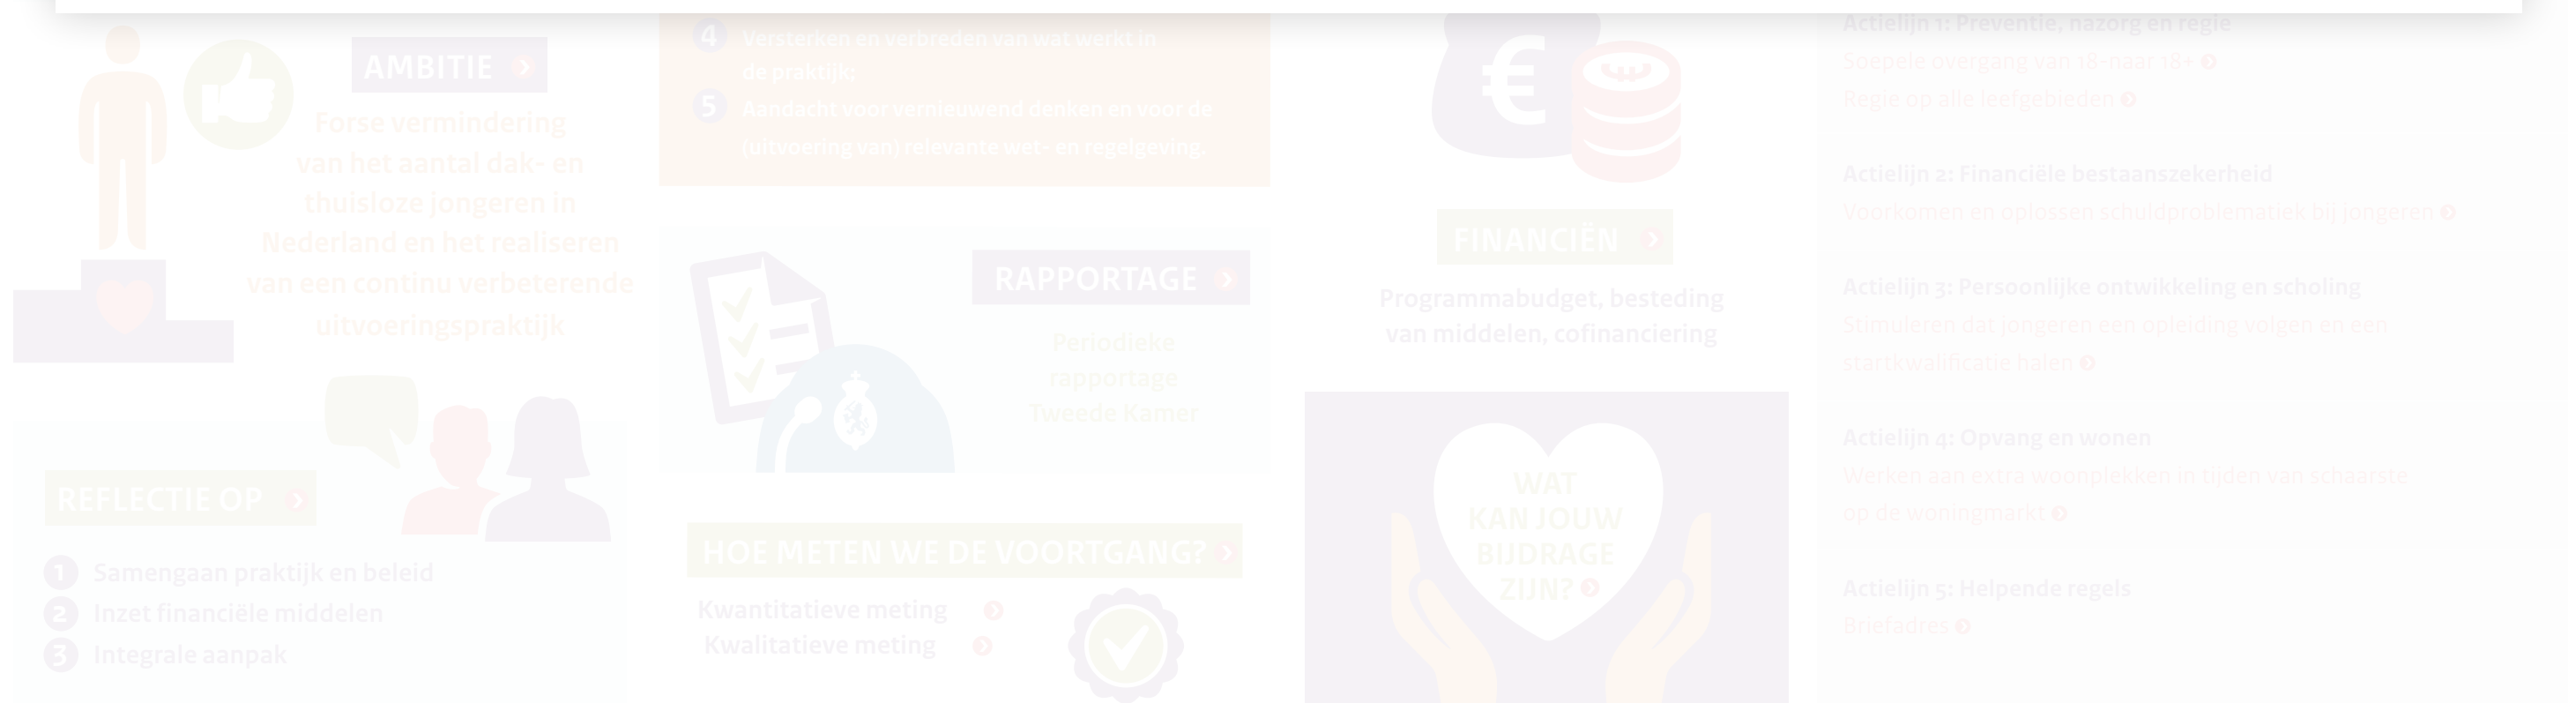 AMBITIE
Forse vermindering
van het aantal dak- en
thuisloze jongeren in
Nederland en het realiseren
van een continu verbeterende
uitvoeringspraktijk
REFLECTIE OP
1 Samengaan praktijk en beleid
2 Inzet financiële middelen
3 Integrale aanpak
4 Versterken en verbreden van wat werkt in
de praktijk;
5 Aandacht voor vernieuwend denken en voor de
(uitvoering van) relevante wet- en regelgeving.
RAPPORTAGE
Periodieke
rapportage
Tweede Kamer
HOE METEN WE DE VOORTGANG?
Kwantitatieve meting
Kwalitatieve meting
€
FINANCIËN
Programmabudget, besteding
van middelen, cofinanciering
WAT
KAN JOUW
BIJDRAGE
ZIJN?
Actielijn 1: Preventie, nazorg en regie
Soepele overgang van 18-naar 18+
Regie op alle leefgebieden
Actielijn 2: Financiële bestaanszekerheid
Voorkomen en oplossen schuldproblematiek bij jongeren
Actielijn 3: Persoonlijke ontwikkeling en scholing
Stimuleren dat jongeren een opleiding volgen en een
startkwalificatie halen
Actielijn 4: Opvang en wonen
Werken aan extra woonplekken in tijden van schaarste
op de woningmarkt
Actielijn 5: Helpende regels
Briefadres